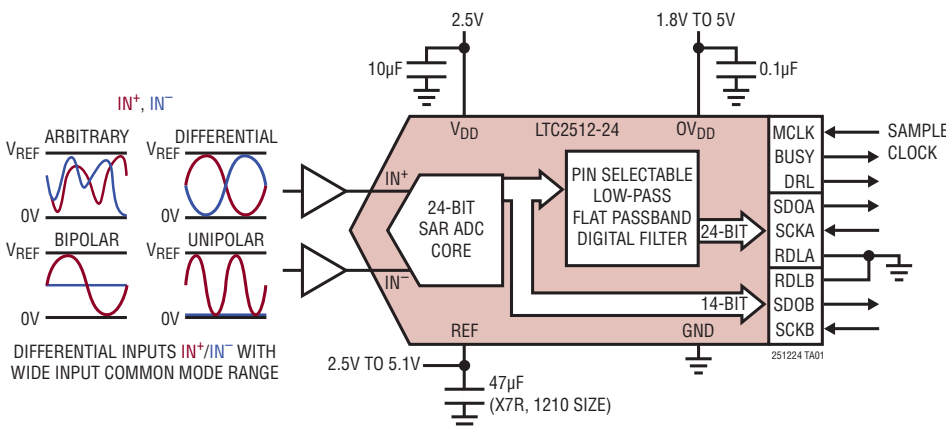 2.5V
1.8V TO 5V
10µF
0.1µF
IN+, IN−
ARBITRARY
DIFFERENTIAL
VREF
0V
VREF
0V
BIPOLAR
UNIPOLAR
VREF
0V
VREF
0V
DIFFERENTIAL INPUTS IN+/IN− WITH
WIDE INPUT COMMON MODE RANGE
VDD
LTC2512-24
OVDD
IN+
IN−
24-BIT
SAR ADC
CORE
PIN SELECTABLE
LOW-PASS
FLAT PASSBAND
DIGITAL FILTER
24-BIT
14-BIT
REF
GND
MCLK
BUSY
DRL
SDOA
SCKA
RDLA
RDLB
SDOB
SCKB
SAMPLE
CLOCK
251224 TA01
2.5V TO 5.1V
47µF
(X7R, 1210 SIZE)